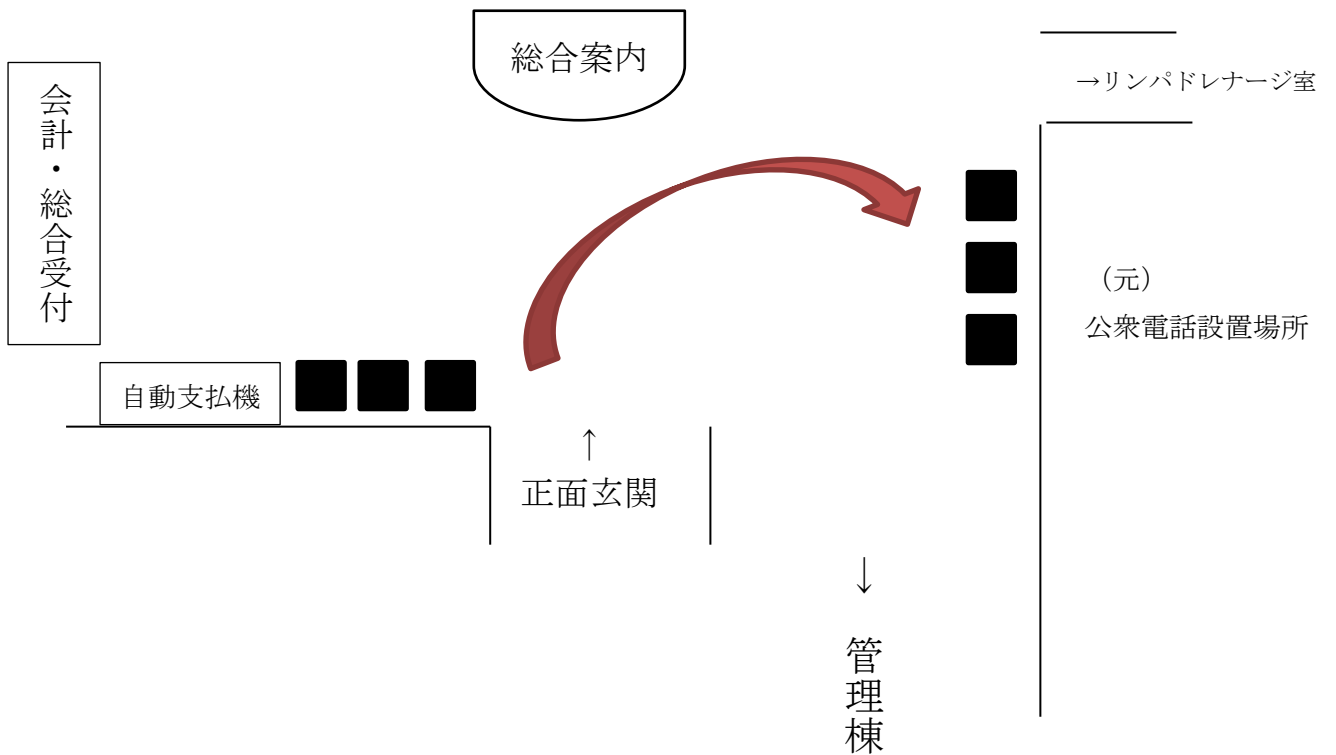 総合案内
→リンパドレナージ室
会計・総合受付
（元）
公衆電話設置場所
自動支払機
↑
正面玄関
↓
管理棟